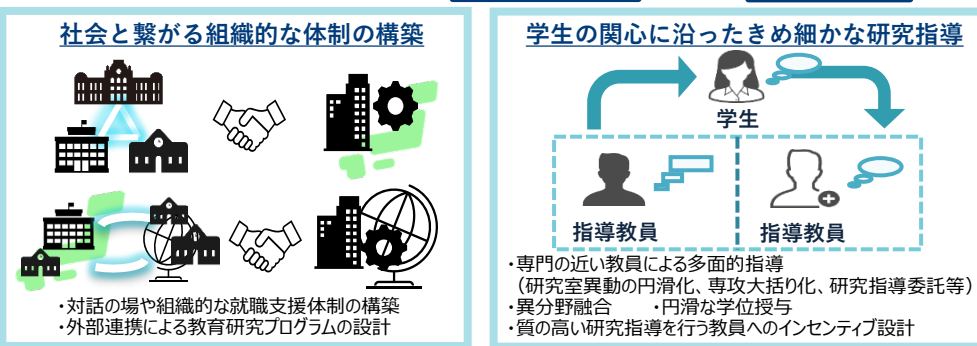 社会と繋がる組織的な体制の構築
・対話の場や組織的な就職支援体制の構築
・外部連携による教育研究プログラムの設計
学生の関心に沿ったきめ細かな研究指導
学生
指導教員
指導教員
・専門の近い教員による多面的指導
（研究室異動の円滑化、専攻大括り化、研究指導委託等）
・異分野融合　・円滑な学位授与
・質の高い研究指導を行う教員へのインセンティブ設計